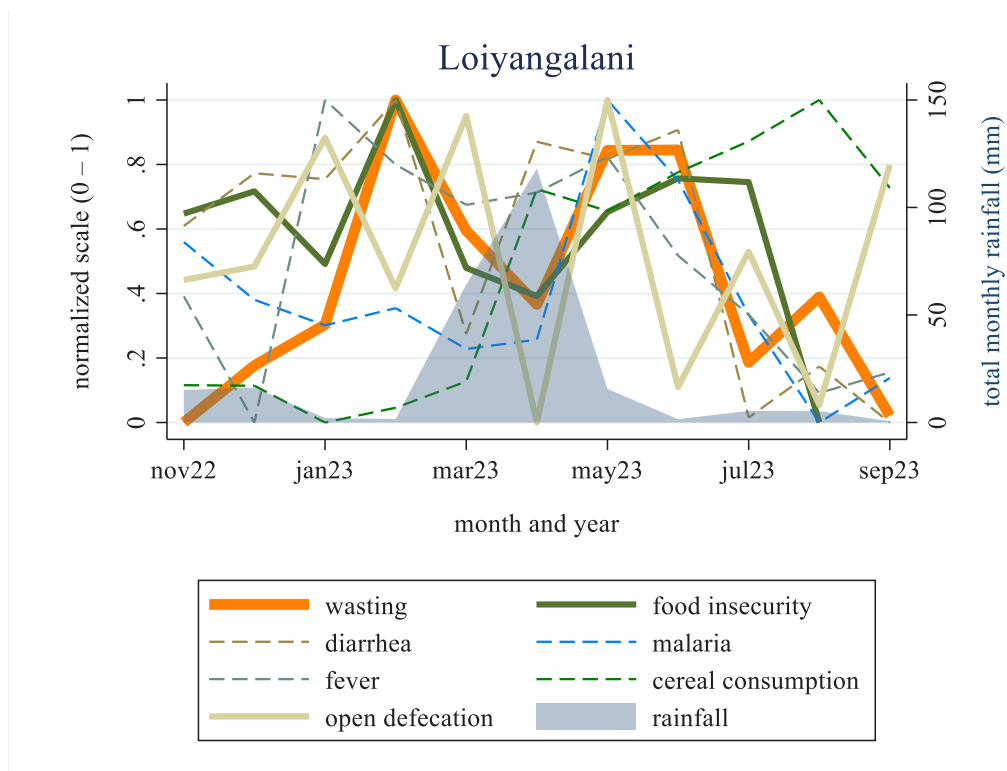 Loiyangalani
normalized scale (0 – 1)
1
.8
.6
.4
.2
0
150
100
50
0
total monthly rainfall (mm)
nov22 jan23 mar23 may23 jul23 sep23
month and year
wasting food insecurity
diarrhea malaria
fever cereal consumption
open defecation rainfall